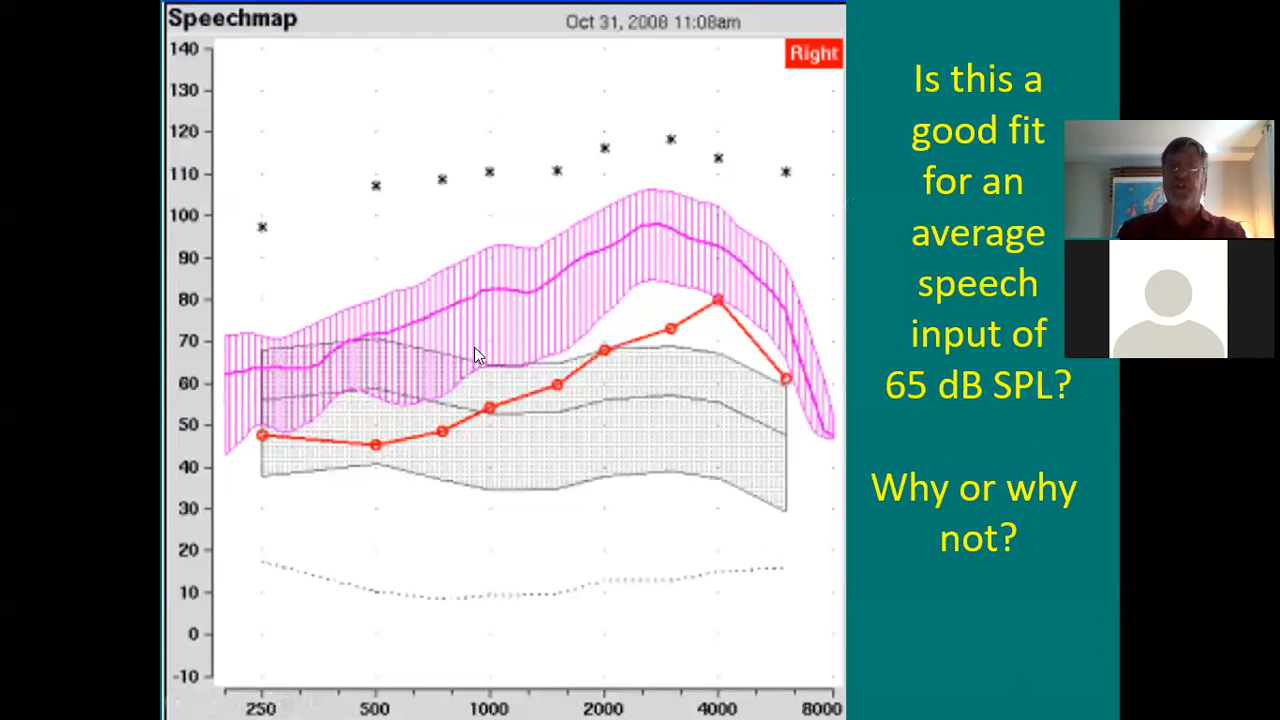 Speechmap
Oct 31, 2008 11:08am
Right
140
130
120
110
100
90
80
70
60
50
40
30
20
10
0
-10
250
500
1000
2000
4000
8000
Is this a
good fit
for an
average
speech
input of
65 dB SPL?
Why or why
not?